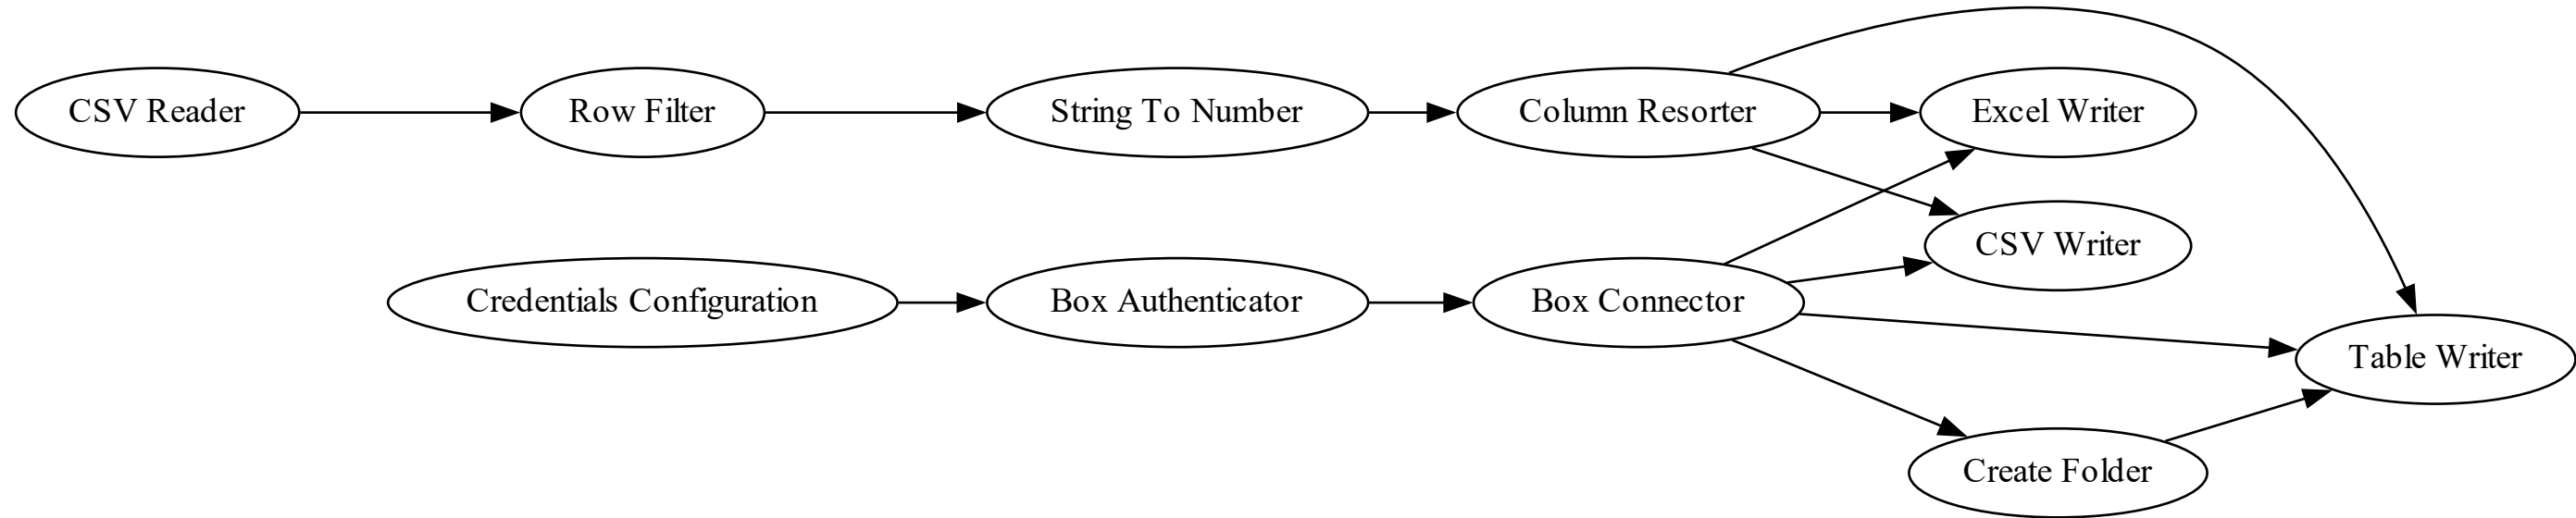 CSV Reader
Row Filter
String To Number
Column Resorter
Excel Writer
CSV Writer
Credentials Configuration
Box Authenticator
Box Connector
Table Writer
Create Folder